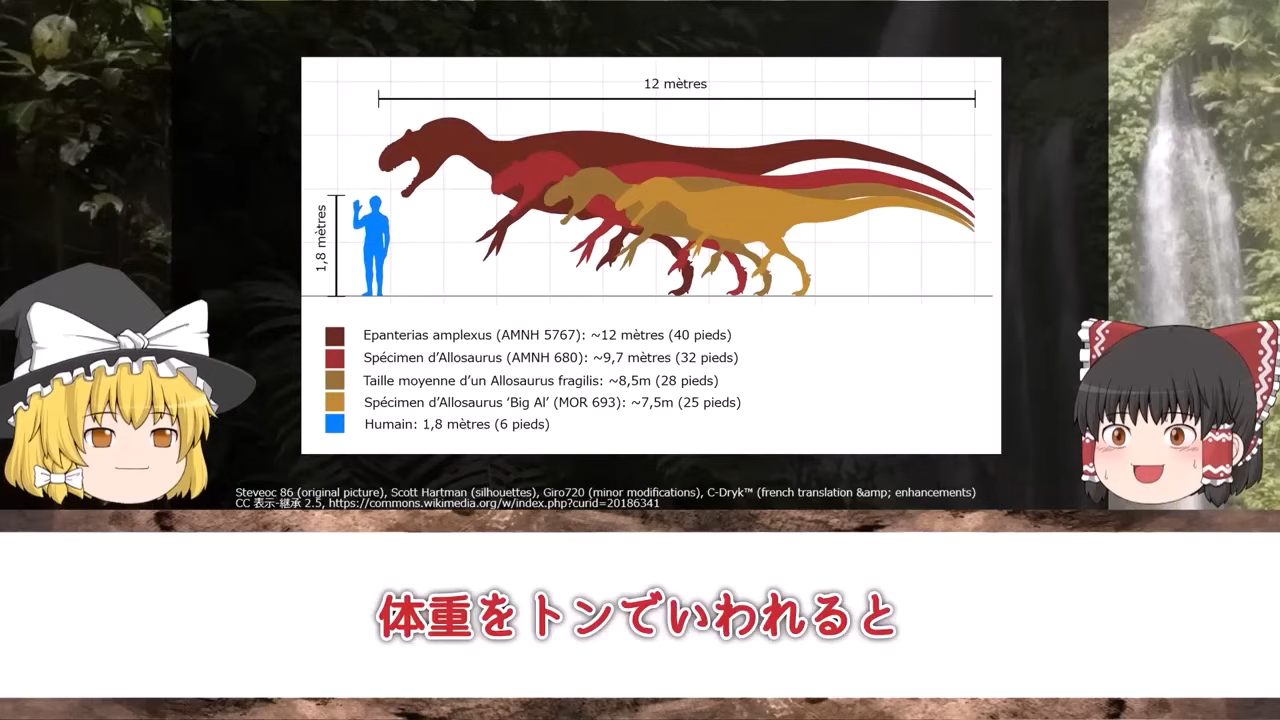 12 mètres
1,8 mètres
Epanterias amplexus (AMNH 5767): ~12 mètres (40 pieds)
Spécimen d’Allosaurus (AMNH 680): ~9,7 mètres (32 pieds)
Taille moyenne d’un Allosaurus fragilis: ~8,5m (28 pieds)
Spécimen d’Allosaurus ‘Big Al’ (MOR 693): ~7,5m (25 pieds)
Humain: 1,8 mètres (6 pieds)
Steveoc 86 (original picture), Scott Hartman (silhouettes), Giro720 (minor modifications), C-Dryk™ (french translation &amp; enhancements)
CC 表示-継承 2.5, https://commons.wikimedia.org/w/index.php?curid=20186341
体重をトンでいわれると